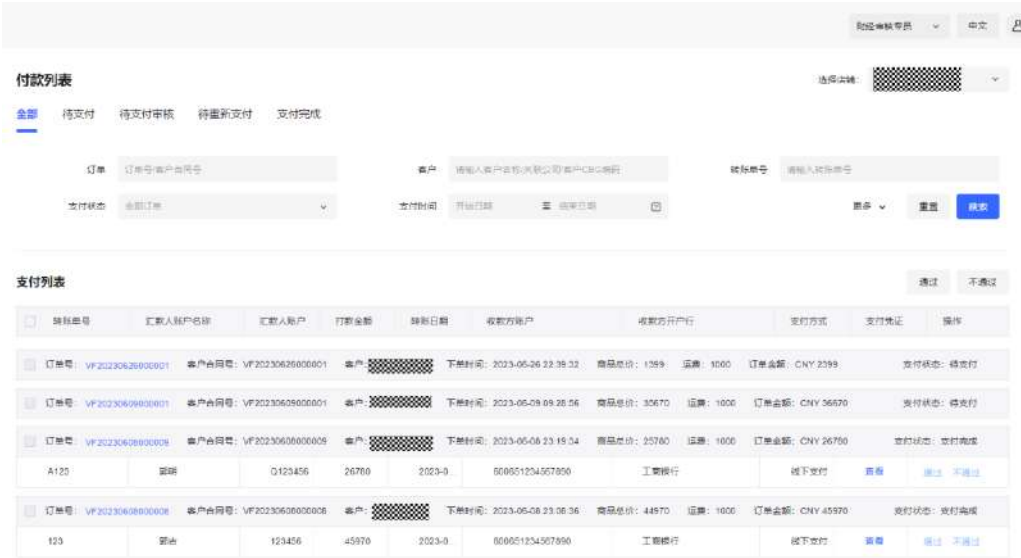 财经审核专员 中文
付款列表 选择店铺:
全部 待支付 待支付审核 待重新支付 支付完成
订单 订单号/客户合同号 客户 请输入客户名称/关联公司/客户CBG编码 转账单号 请输入转账单号
支付状态 全部订单 支付时间 开始日期 至 结束日期 更多 重置 搜索
支付列表 通过 不通过
转账单号 汇款人账户名称 汇款人账户 打款金额 转账日期 收款方账户 收款方开户行 支付方式 支付凭证 操作
订单号: VF20230626000001 客户合同号: VF20230626000001 客户: 下单时间: 2023-06-26 22:39:32 商品总价: 1399 运费: 1000 订单金额: CNY 2399 支付状态: 待支付
订单号: VF20230609000001 客户合同号: VF20230609000001 客户: 下单时间: 2023-06-09 09:28:56 商品总价: 35670 运费: 1000 订单金额: CNY 36670 支付状态: 待支付
订单号: VF20230608000009 客户合同号: VF20230608000009 客户: 下单时间: 2023-06-08 23:19:34 商品总价: 25780 运费: 1000 订单金额: CNY 26780 支付状态: 支付完成
A123 Q123456 26780 2023-0... 600651234567890 工商银行 线下支付 查看 通过 不通过
订单号: VF20230608000008 客户合同号: VF20230608000008 客户: 下单时间: 2023-06-08 23:08:36 商品总价: 44970 运费: 1000 订单金额: CNY 45970 支付状态: 支付完成
123 123456 45970 2023-0... 600651234567890 工商银行 线下支付 查看 通过 不通过